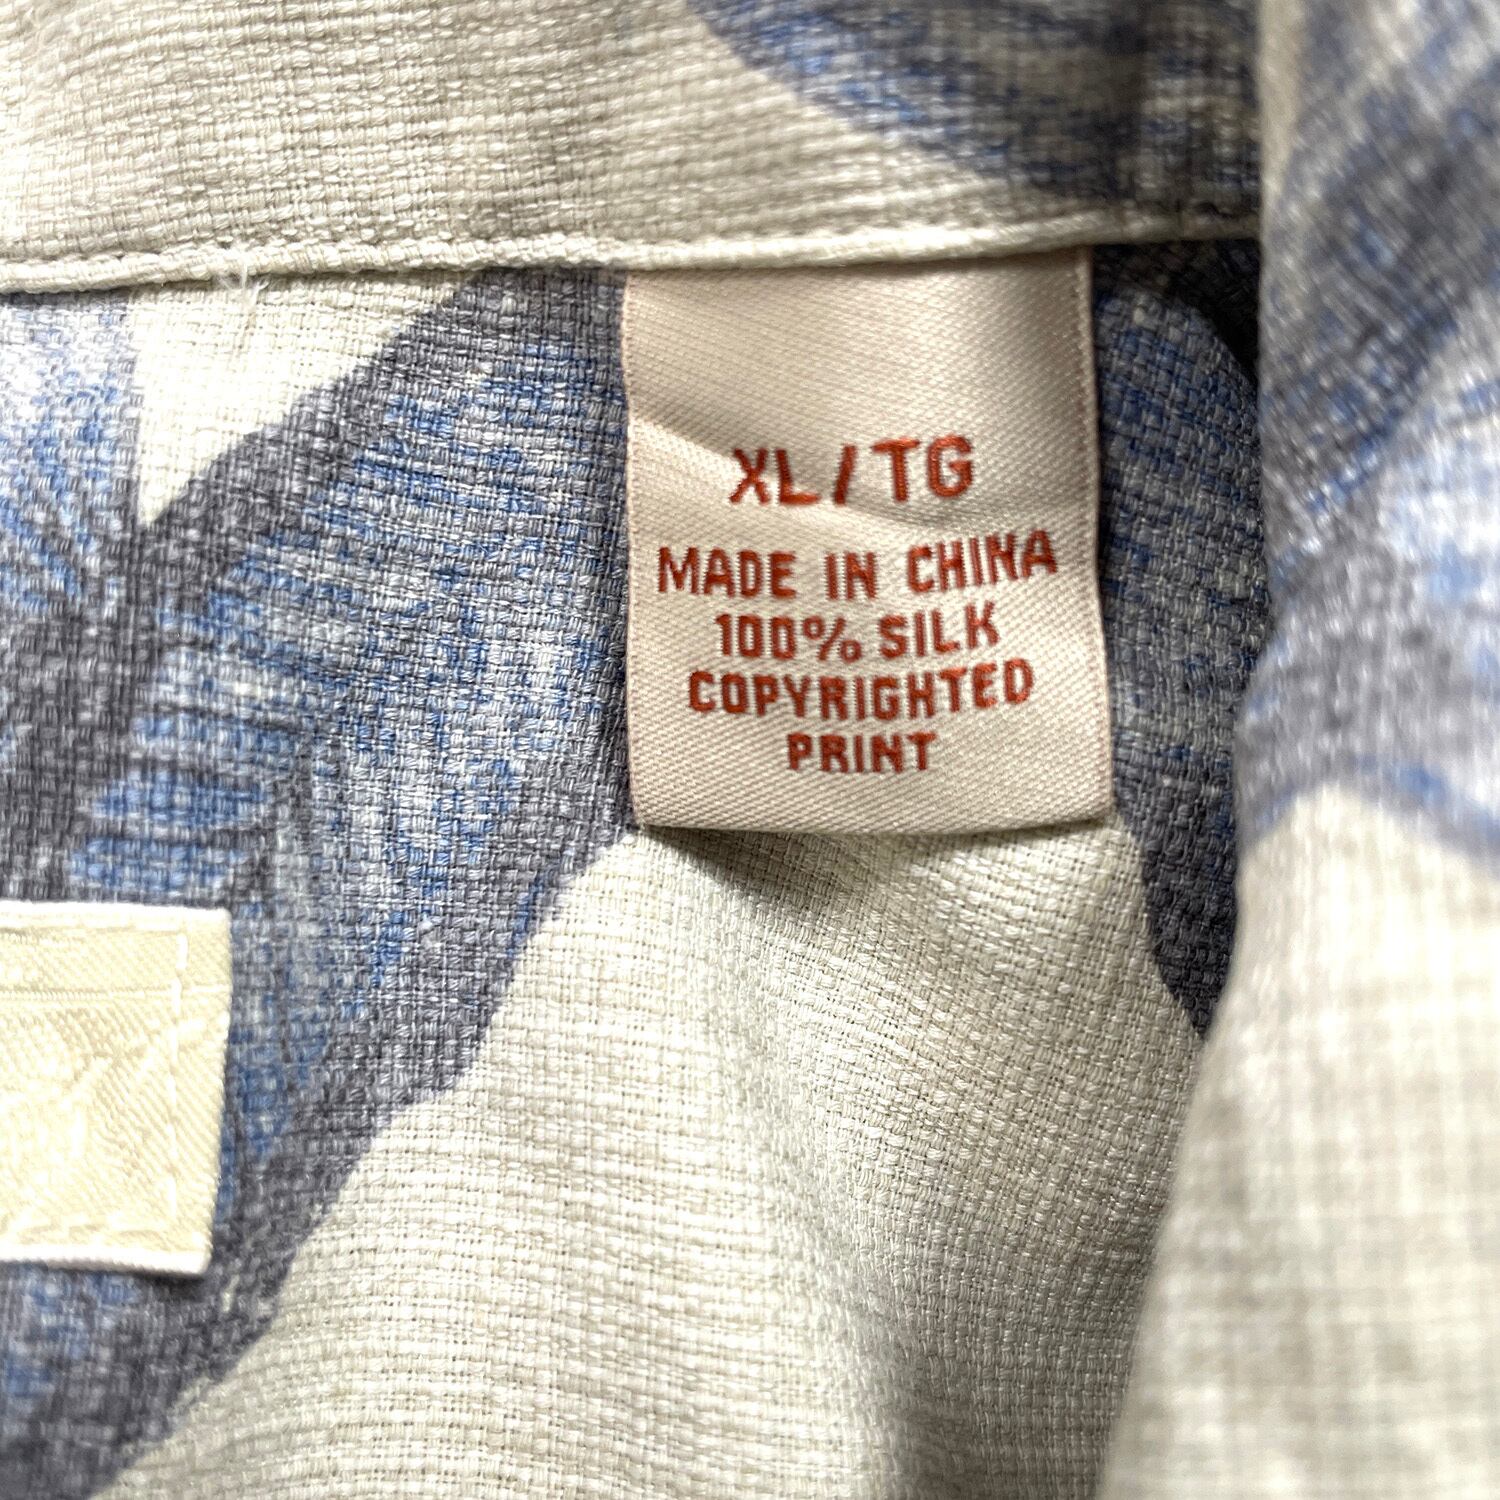 XL/TG
MADE IN CHINA
100% SILK
COPYRIGHTED
PRINT